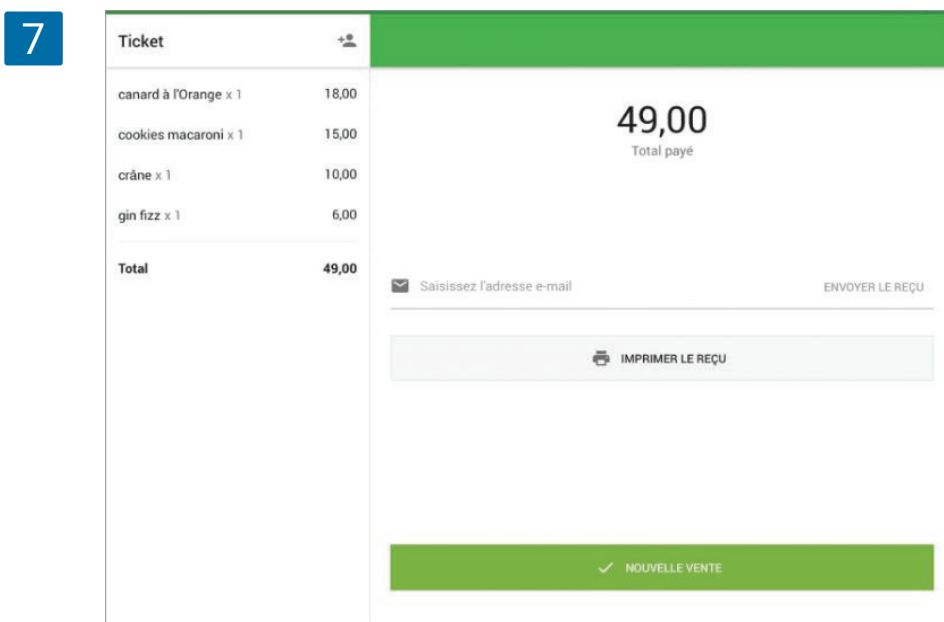 7
Ticket
canard à l'Orange x 1 18,00
cookies macaroni x 1 15,00
crâne x 1 10,00
gin fizz x 1 6,00
Total 49,00
49,00
Total payé
Saisissez l'adresse e-mail ENVOYER LE REÇU
IMPRIMER LE REÇU
NOUVELLE VENTE